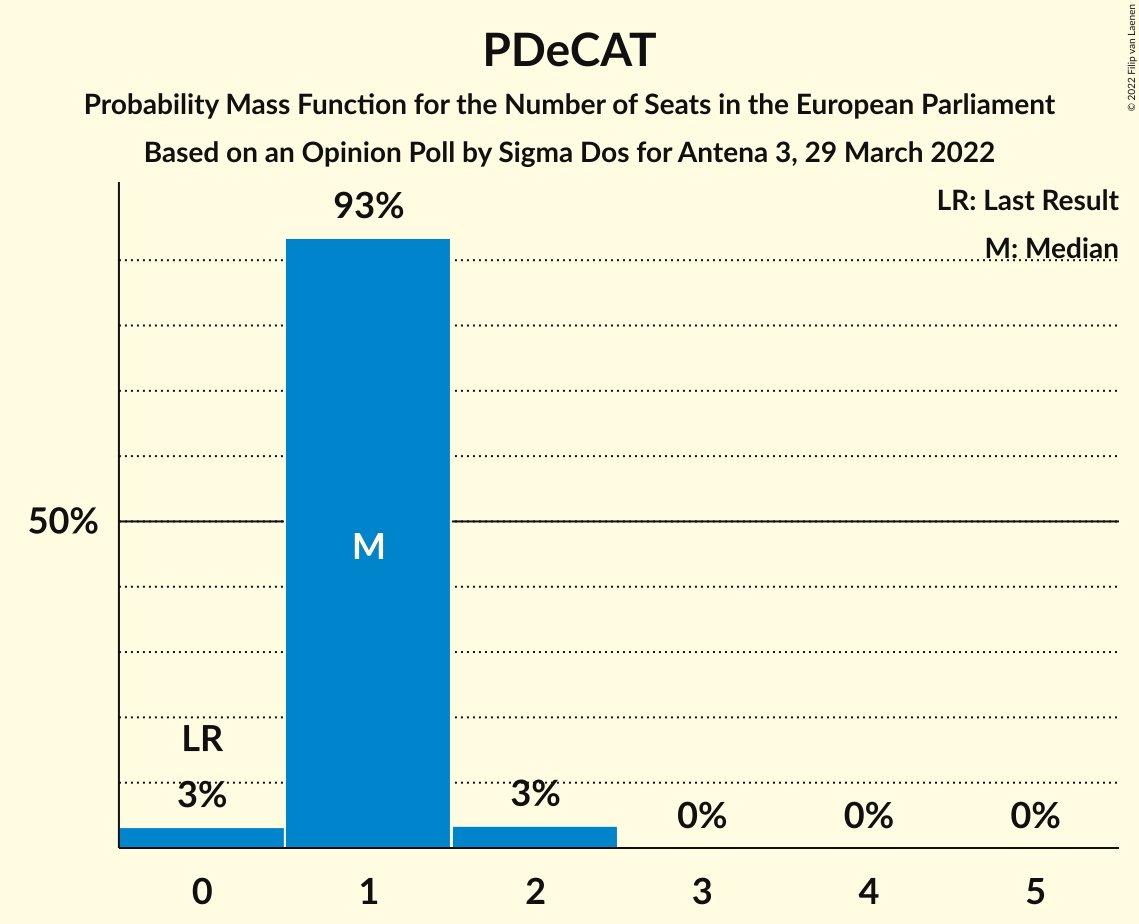 PDeCAT
Probability Mass Function for the Number of Seats in the European Parliament
Based on an Opinion Poll by Sigma Dos for Antena 3, 29 March 2022
© 2022 Filip van Laenen
LR: Last Result
M: Median
93%
50%
M
LR
3%
3%
0%
0%
0%
0
1
2
3
4
5